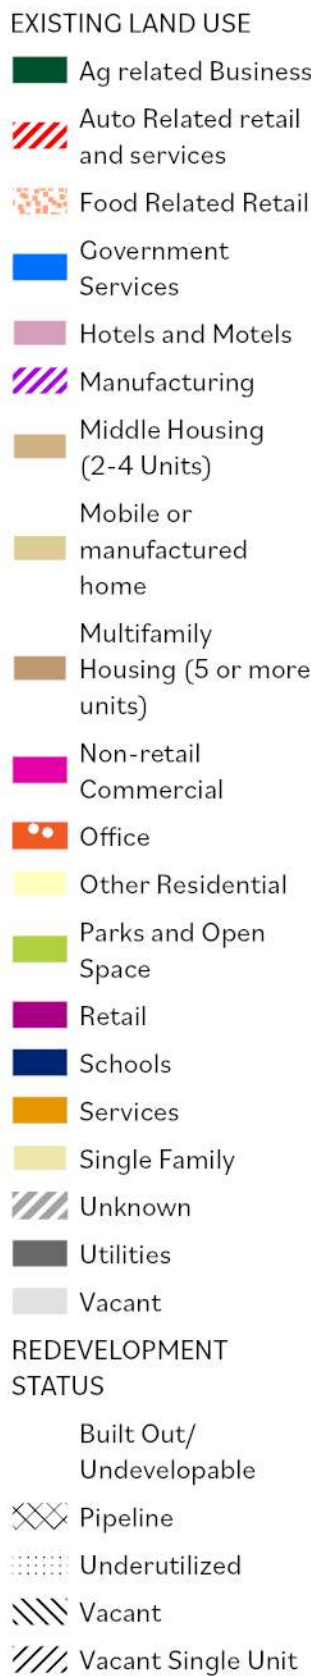 EXISTING LAND USE
Ag related Business
Auto Related retail
and services
Food Related Retail
Government
Services
Hotels and Motels
Manufacturing
Middle Housing
(2-4 Units)
Mobile or
manufactured
home
Multifamily
Housing (5 or more
units)
Non-retail
Commercial
Office
Other Residential
Parks and Open
Space
Retail
Schools
Services
Single Family
Unknown
Utilities
Vacant
REDEVELOPMENT
STATUS
Built Out/
Undevelopable
Pipeline
Underutilized
Vacant
Vacant Single Unit